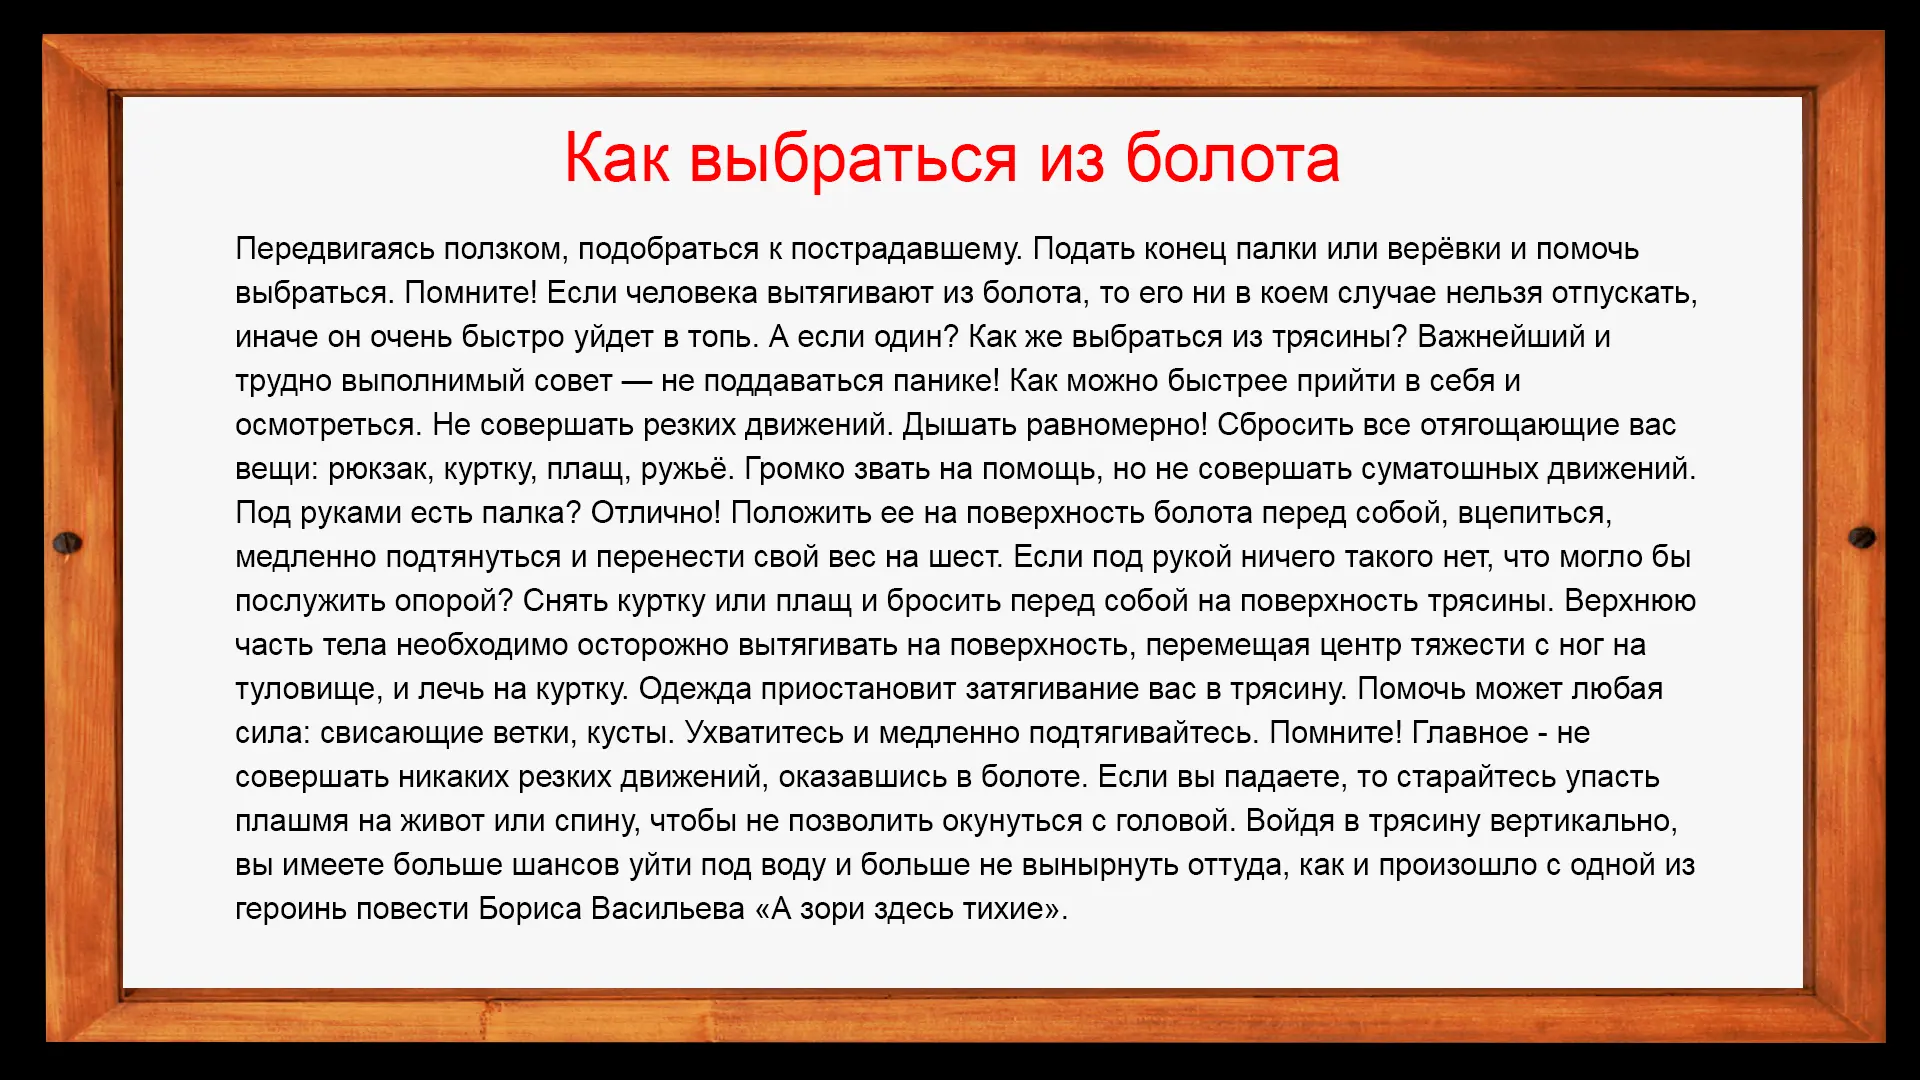 Как выбраться из болота
Передвигаясь ползком, подобраться к пострадавшему. Подать конец палки или верёвки и помочь
выбраться. Помните! Если человека вытягивают из болота, то его ни в коем случае нельзя отпускать,
иначе он очень быстро уйдет в топь. А если один? Как же выбраться из трясины? Важнейший и
трудно выполнимый совет — не поддаваться панике! Как можно быстрее прийти в себя и
осмотреться. Не совершать резких движений. Дышать равномерно! Сбросить все отягощающие вас
вещи: рюкзак, куртку, плащ, ружьё. Громко звать на помощь, но не совершать суматошных движений.
Под руками есть палка? Отлично! Положить ее на поверхность болота перед собой, вцепиться,
медленно подтянуться и перенести свой вес на шест. Если под рукой ничего такого нет, что могло бы
послужить опорой? Снять куртку или плащ и бросить перед собой на поверхность трясины. Верхнюю
часть тела необходимо осторожно вытягивать на поверхность, перемещая центр тяжести с ног на
туловище, и лечь на куртку. Одежда приостановит затягивание вас в трясину. Помочь может любая
сила: свисающие ветки, кусты. Ухватитесь и медленно подтягивайтесь. Помните! Главное - не
совершать никаких резких движений, оказавшись в болоте. Если вы падаете, то старайтесь упасть
плашмя на живот или спину, чтобы не позволить окунуться с головой. Войдя в трясину вертикально,
вы имеете больше шансов уйти под воду и больше не вынырнуть оттуда, как и произошло с одной из
героинь повести Бориса Васильева «А зори здесь тихие».